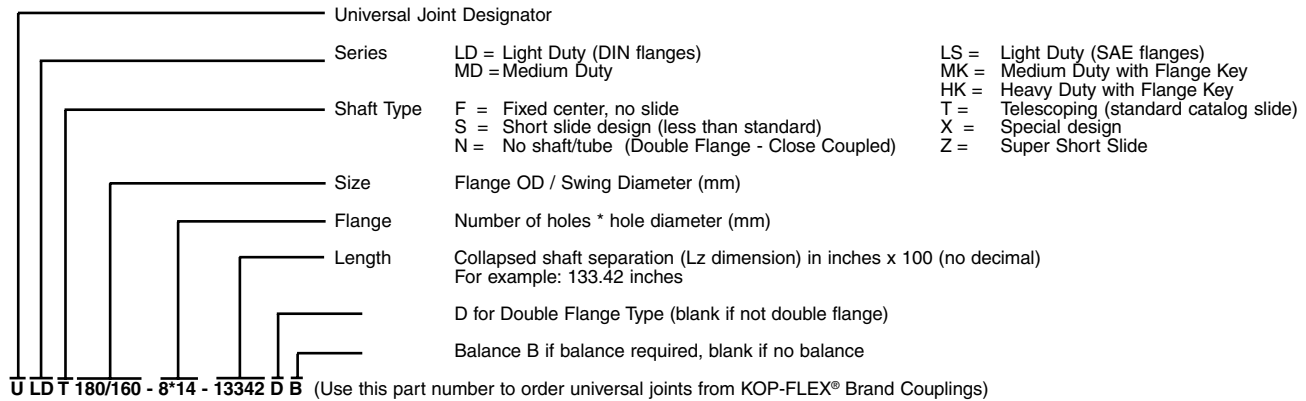 Universal Joint Designator
Series LD = Light Duty (DIN flanges) LS = Light Duty (SAE flanges)
MD = Medium Duty MK = Medium Duty with Flange Key
HK = Heavy Duty with Flange Key
Shaft Type F = Fixed center, no slide T = Telescoping (standard catalog slide)
S = Short slide design (less than standard) X = Special design
N = No shaft/tube (Double Flange - Close Coupled) Z = Super Short Slide
Size Flange OD / Swing Diameter (mm)
Flange Number of holes * hole diameter (mm)
Length Collapsed shaft separation (Lz dimension) in inches x 100 (no decimal)
For example: 133.42 inches
D for Double Flange Type (blank if not double flange)
Balance B if balance required, blank if no balance
U LD T 180/160 - 8*14 - 13342 D B (Use this part number to order universal joints from KOP-FLEX® Brand Couplings)